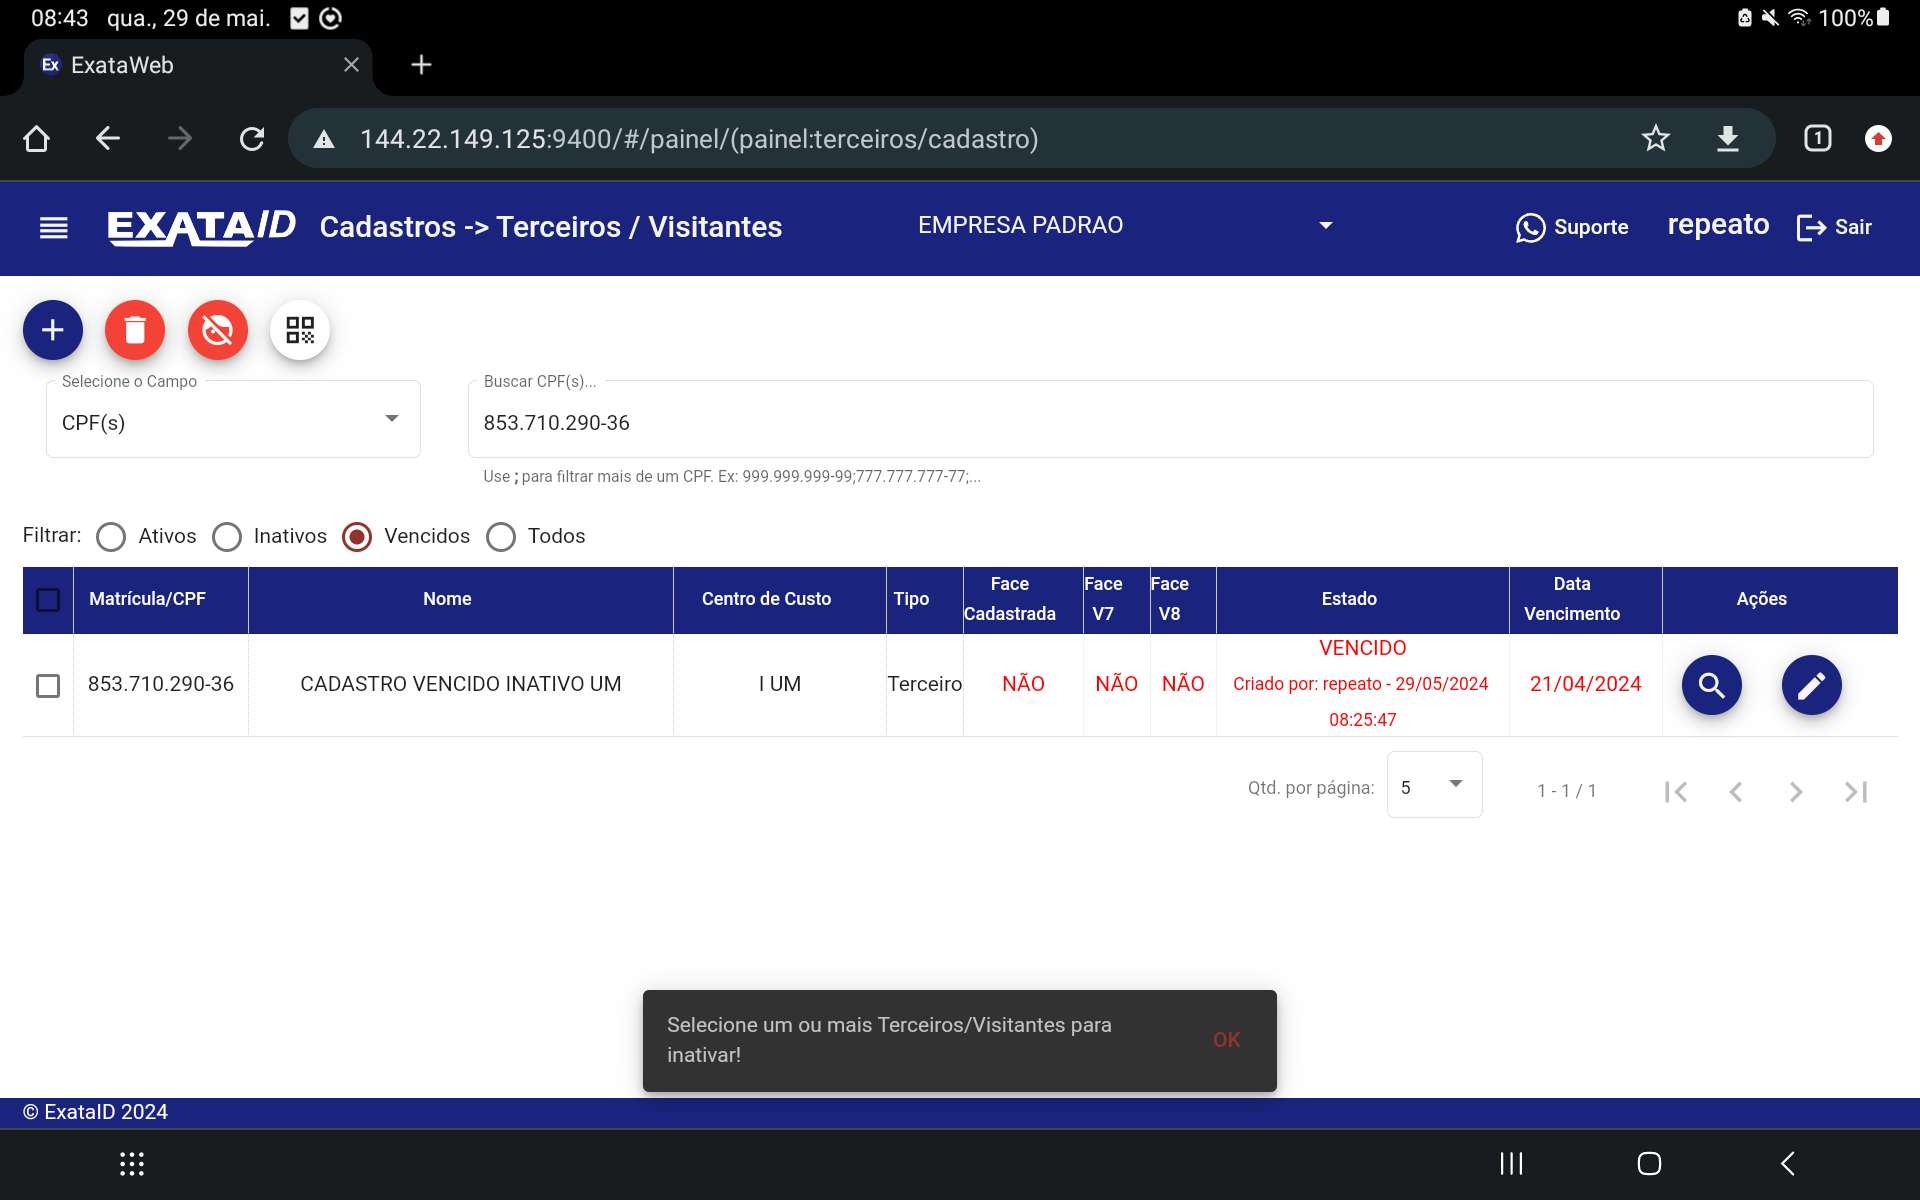 08:43 qua., 29 de mai.
100%
Ex ExataWeb
144.22.149.125:9400/#/painel/(painel:terceiros/cadastro)
1
EXATAID Cadastros -> Terceiros / Visitantes
EMPRESA PADRAO
Suporte
repeato
Sair
Selecione o Campo
CPF(s)
Buscar CPF(s)...
853.710.290-36
Use ; para filtrar mais de um CPF. Ex: 999.999.999-99;777.777.777-77;...
Filtrar: Ativos Inativos Vencidos Todos
Matrícula/CPF
Nome
Centro de Custo
Tipo
Face
Cadastrada
Face
V7
Face
V8
Estado
Data
Vencimento
Ações
853.710.290-36
CADASTRO VENCIDO INATIVO UM
I UM
Terceiro
NÃO
NÃO
NÃO
VENCIDO
Criado por: repeato - 29/05/2024
08:25:47
21/04/2024
Qtd. por página:
5
1 - 1 / 1
Selecione um ou mais Terceiros/Visitantes para
inativar!
OK
© ExataID 2024